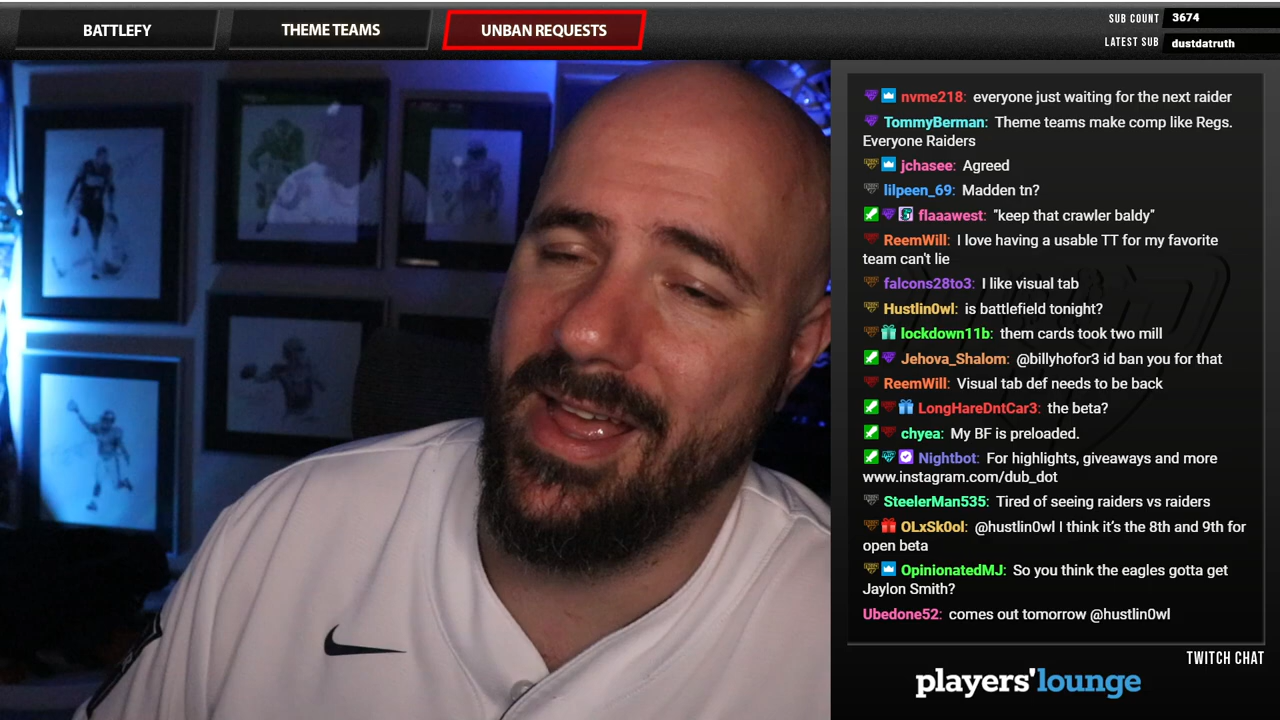 BATTLEFY
THEME TEAMS
UNBAN REQUESTS
SUB COUNT 3674
LATEST SUB dustdatruth
nvme218: everyone just waiting for the next raider
TommyBerman: Theme teams make comp like Regs.
Everyone Raiders
jchasee: Agreed
lilpeen_69: Madden tn?
flaaawest: "keep that crawler baldy"
ReemWill: I love having a usable TT for my favorite
team can't lie
falcons28to3: I like visual tab
Hustlin0wl: is battlefield tonight?
lockdown11b: them cards took two mill
Jehova_Shalom: @billyhofor3 id ban you for that
ReemWill: Visual tab def needs to be back
LongHareDntCar3: the beta?
chyea: My BF is preloaded.
Nightbot: For highlights, giveaways and more
www.instagram.com/dub_dot
SteelerMan535: Tired of seeing raiders vs raiders
OLxSk0ol: @hustlin0wl I think it's the 8th and 9th for
open beta
OpinionatedMJ: So you think the eagles gotta get
Jaylon Smith?
Ubedone52: comes out tomorrow @hustlin0wl
TWITCH CHAT
players'lounge